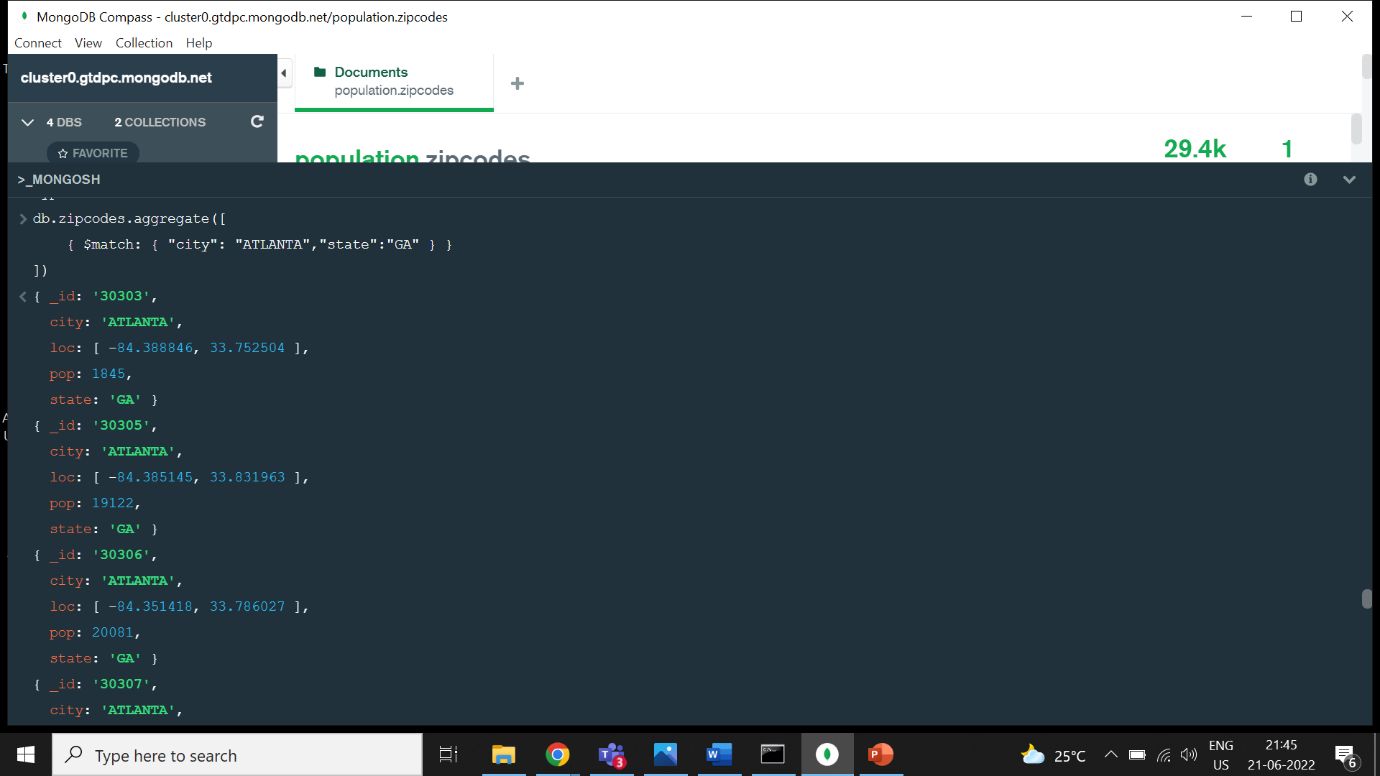 MongoDB Compass - cluster0.gtdpc.mongodb.net/population.zipcodes
Connect View Collection Help
cluster0.gtdpc.mongodb.net
Documents
population.zipcodes
4 DBS 2 COLLECTIONS
FAVORITE
population.zipcodes
29.4k 1
>_MONGOSH
db.zipcodes.aggregate([
{ $match: { "city": "ATLANTA","state":"GA" } }
])
{ _id: '30303',
city: 'ATLANTA',
loc: [ -84.388846, 33.752504 ],
pop: 1845,
state: 'GA' }
{ _id: '30305',
city: 'ATLANTA',
loc: [ -84.385145, 33.831963 ],
pop: 19122,
state: 'GA' }
{ _id: '30306',
city: 'ATLANTA',
loc: [ -84.351418, 33.786027 ],
pop: 20081,
state: 'GA' }
{ _id: '30307',
city: 'ATLANTA',
Type here to search
3
25°C
ENG
US
21:45
21-06-2022
6